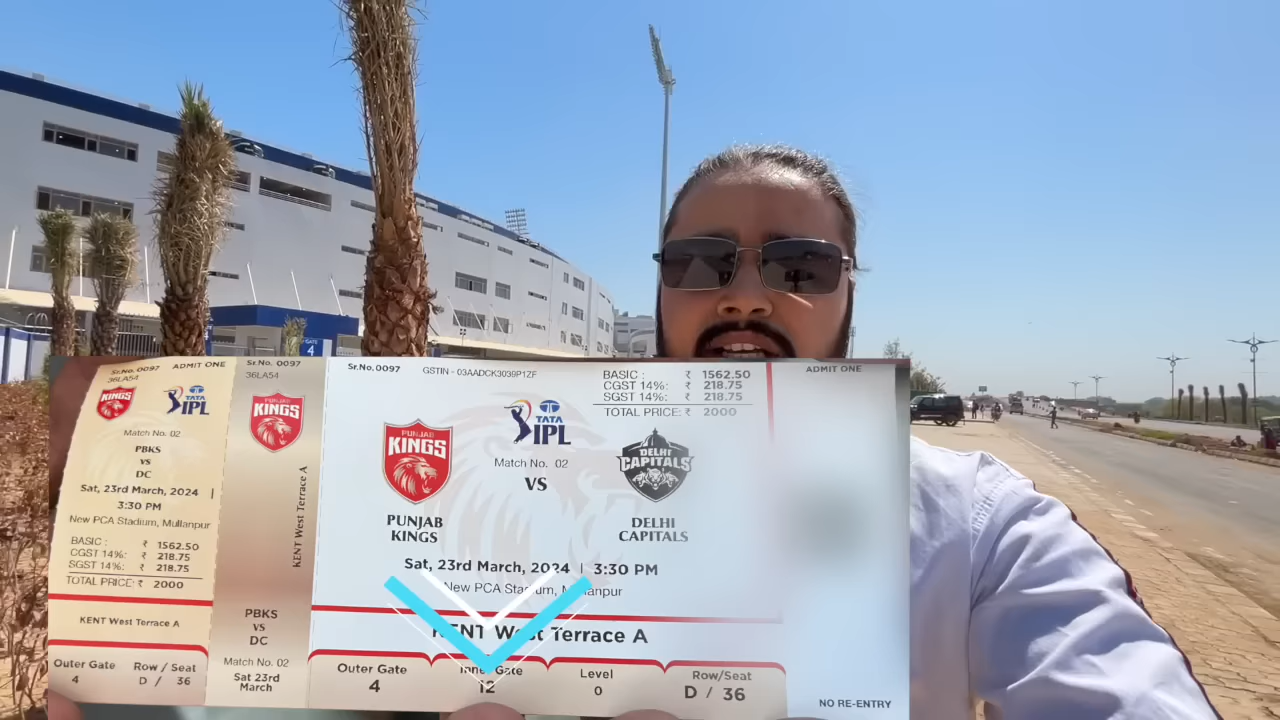 GATE
4
Sr.No. 0097 ADMIT ONE
36LA54
PUNJAB
KINGS
TATA
IPL
Match No. 02
PBKS
VS
DC
Sat, 23rd March, 2024 |
3:30 PM
New PCA Stadium, Mullanpur
BASIC : ₹ 1562.50
CGST 14%: ₹ 218.75
SGST 14%: ₹ 218.75
TOTAL PRICE: ₹ 2000
KENT West Terrace A
Outer Gate Row / Seat
4 D / 36
Sr.No. 0097
36LA54
PUNJAB
KINGS
KENT West Terrace A
PBKS
VS
DC
Match No. 02
Sat 23rd
March
Sr.No. 0097 GSTIN - 03AADCK3039P1ZF
BASIC : ₹ 1562.50
CGST 14%: ₹ 218.75
SGST 14%: ₹ 218.75
TOTAL PRICE: ₹ 2000
PUNJAB
KINGS
TATA
IPL
Match No. 02
VS
DELHI
CAPITALS
PUNJAB
KINGS
DELHI
CAPITALS
Sat, 23rd March, 2024 | 3:30 PM
New PCA Stadium, Mullanpur
KENT West Terrace A
Outer Gate Inner Gate Level Row/Seat
4 12 0 D / 36
ADMIT ONE
NO RE-ENTRY